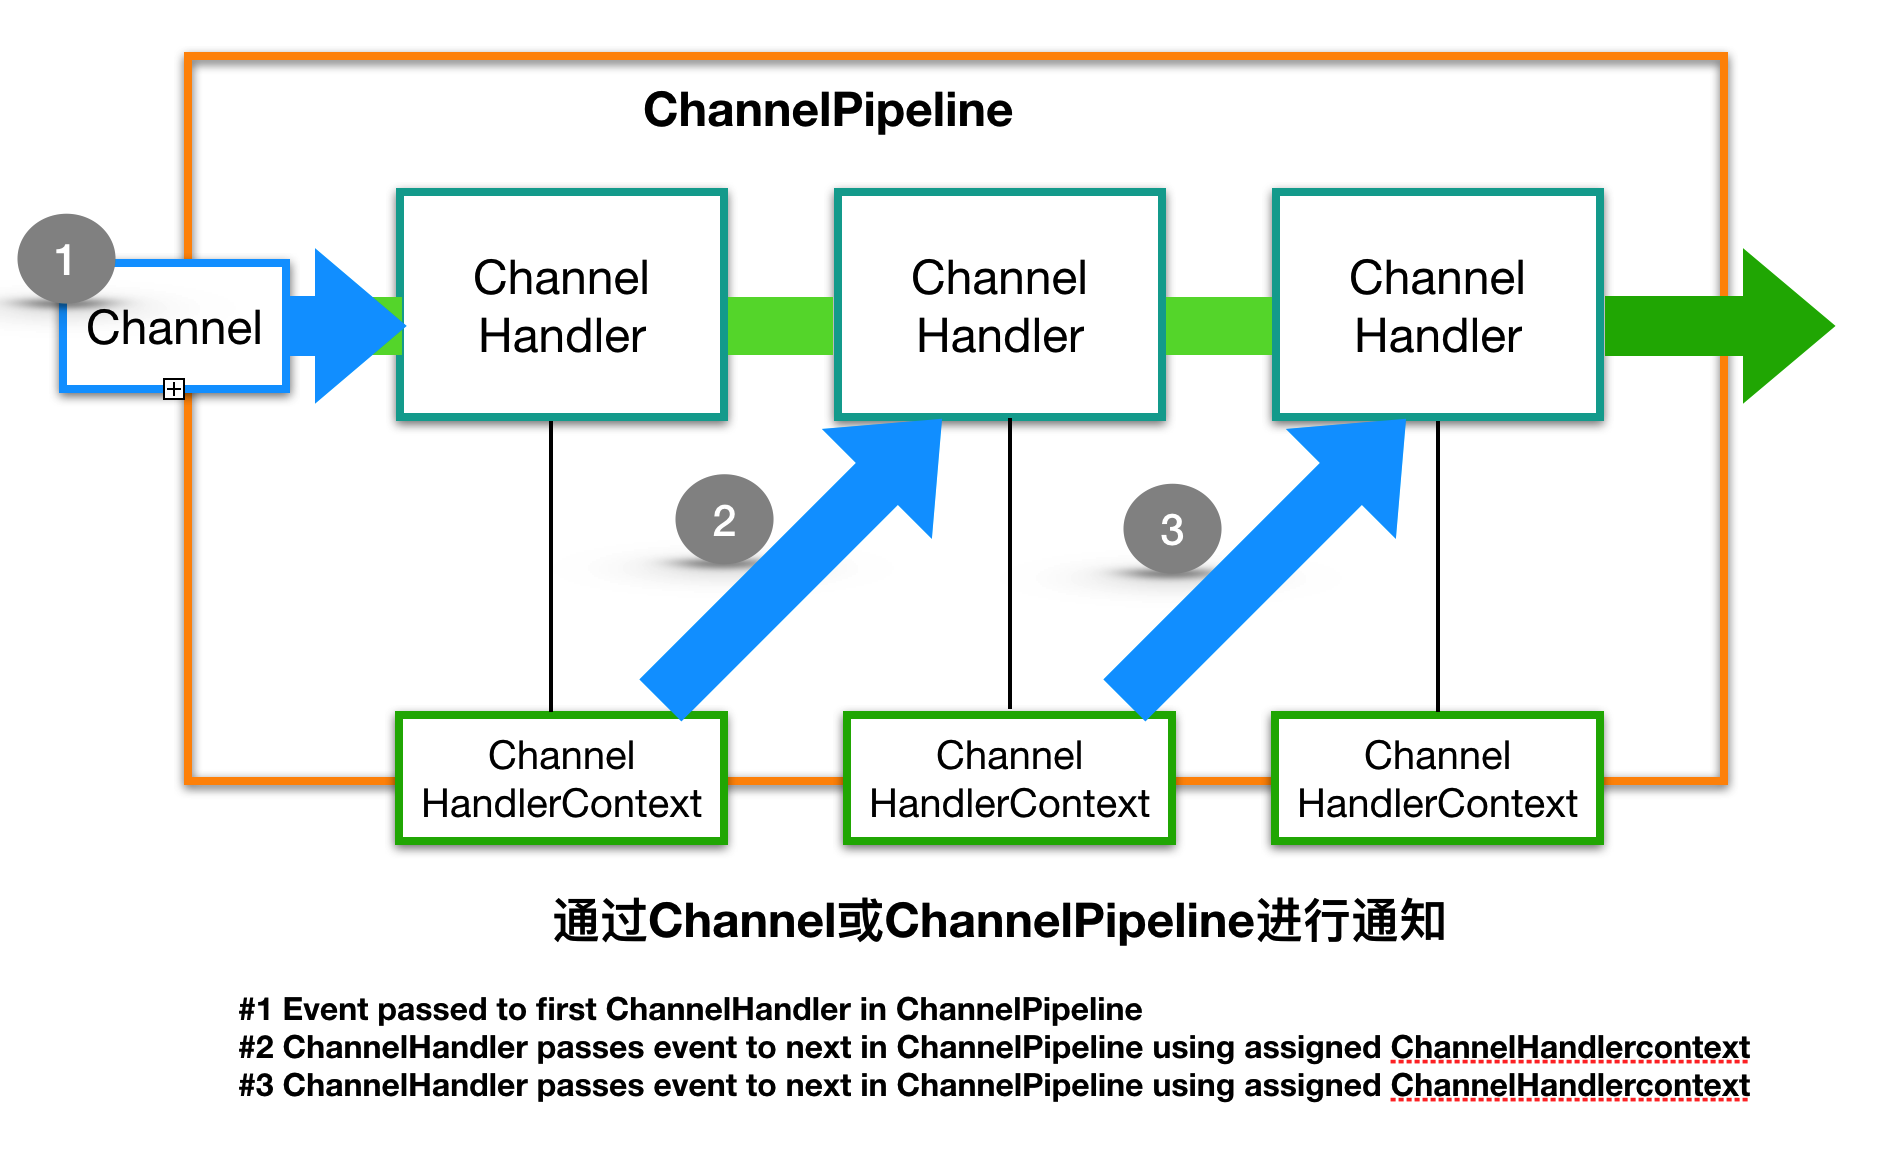 ChannelPipeline
1
Channel
Channel
Handler
Channel
Handler
Channel
Handler
2
3
Channel
HandlerContext
Channel
HandlerContext
Channel
HandlerContext
通过Channel或ChannelPipeline进行通知
#1 Event passed to first ChannelHandler in ChannelPipeline
#2 ChannelHandler passes event to next in ChannelPipeline using assigned ChannelHandlercontext
#3 ChannelHandler passes event to next in ChannelPipeline using assigned ChannelHandlercontext